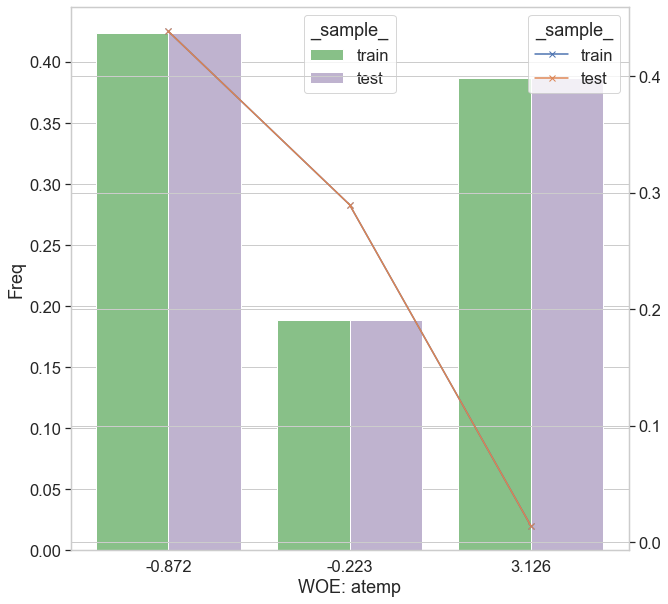 _sample_
train
test
_sample_
train
test
0.40
0.35
0.30
0.25
0.20
0.15
0.10
0.05
0.00
Freq
0.4
0.3
0.2
0.1
0.0
-0.872
-0.223
3.126
WOE: atemp